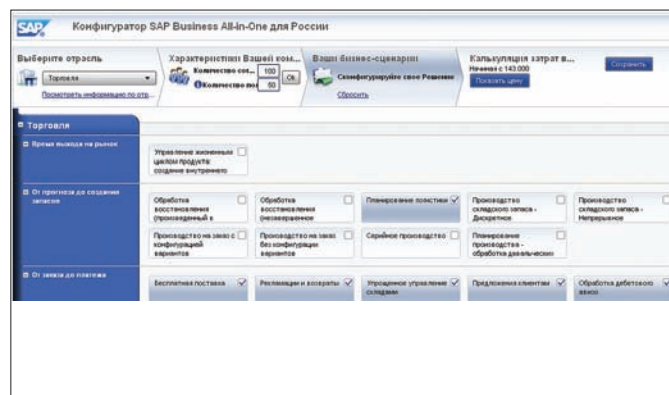 SAP
Конфигуратор SAP Business All-in-One для России
Выберите отрасль
Торговля
Посмотреть информацию по отр...
Характеристики Вашей ком...
Количество сот... 100
Количество пол 50
Ok
Ваши бизнес-сценарии
Сконфигурируйте свое Решение
Сбросить
Калькуляция затрат в...
Начиная с 143.000
Показать цену
Сохранить
Торговля
Время вывода на рынок
Управление жизненным
циклом продукта:
создание внутреннего
От прогноза до создания
запасов
Обработка
восстановления
(произведенный в
Обработка
восстановления
(незавершенное
Планирование логистики
Производство
складского запаса -
Дискретное
Производство
складского запаса -
Непрерывное
Производство на заказ с
конфигурацией
вариантов
Производство на заказ
без конфигурации
вариантов
Серийное производство
Планирование
производства -
обработка давальческих
От заказа до платежа
Бесплатная поставка
Рекламации и возвраты
Упрощенное управление
складами
Предложения клиентам
Обработка дебетового
авизо